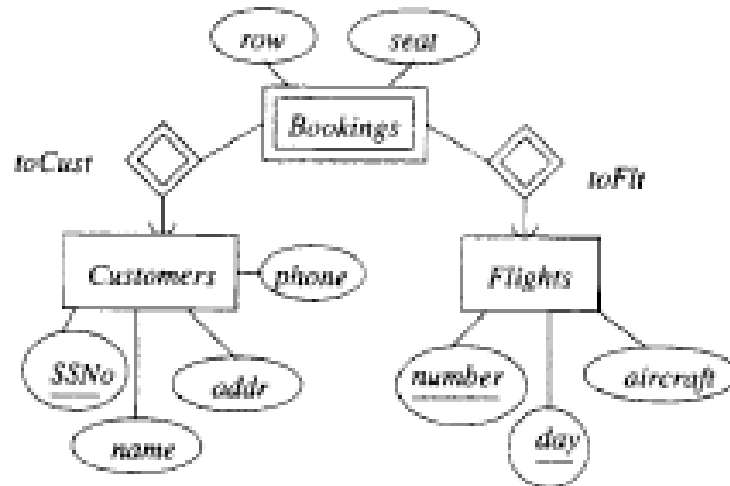 row
seat
Bookings
toCust
toFlt
Customers
phone
Flights
SSNo
addr
number
aircraft
name
day